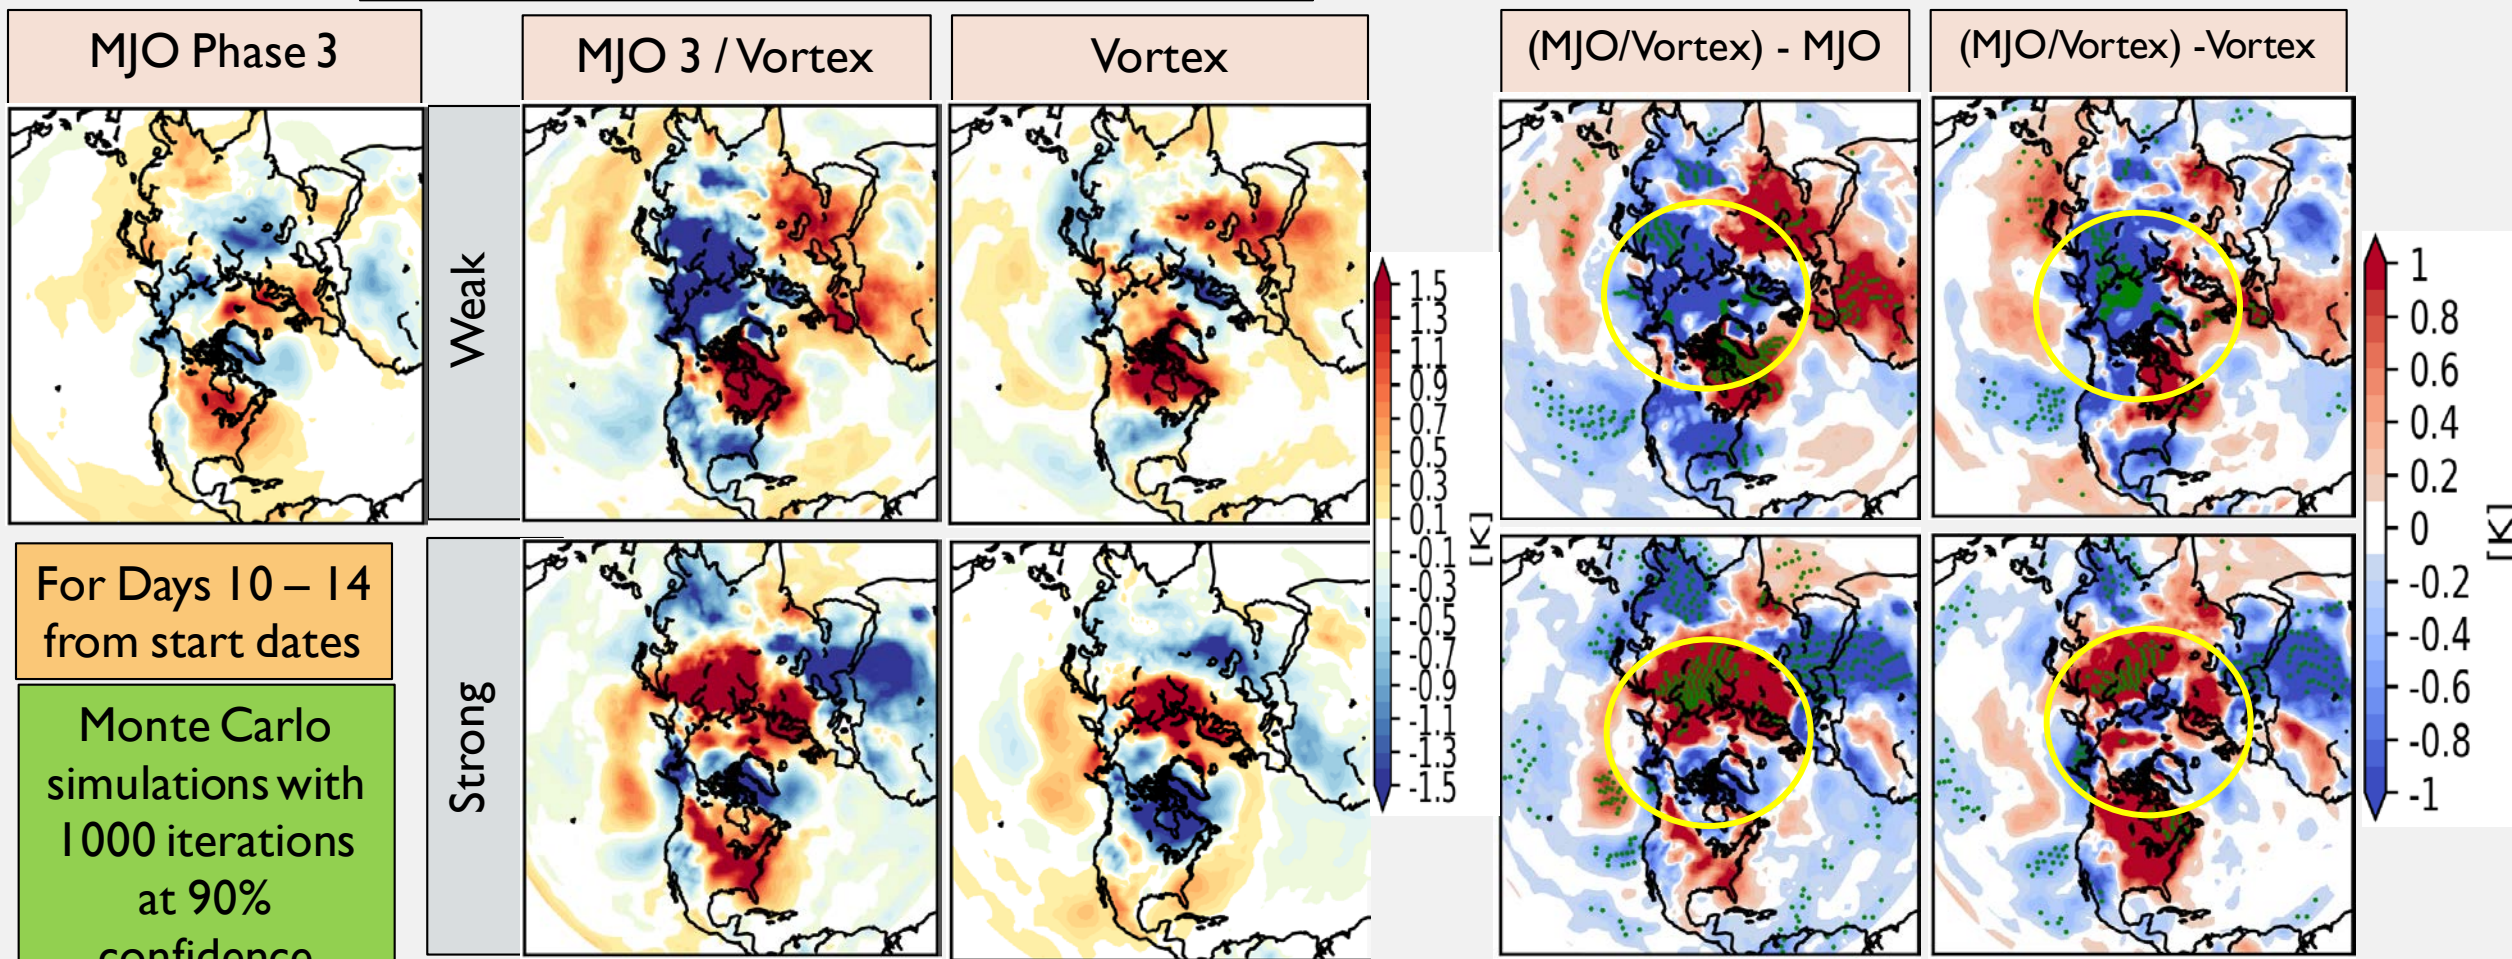 MJO Phase 3
MJO 3 / Vortex
Vortex
(MJO/Vortex) - MJO
(MJO/Vortex) -Vortex
Weak
Strong
For Days 10 – 14
from start dates
Monte Carlo
simulations with
1000 iterations
at 90%
confidence
1.5
1.3
1.1
0.9
0.7
0.5
0.3
0.1
-0.1
-0.3
-0.5
-0.7
-0.9
-1.1
-1.3
-1.5
[K]
1
0.8
0.6
0.4
0.2
0
-0.2
-0.4
-0.6
-0.8
-1
[K]